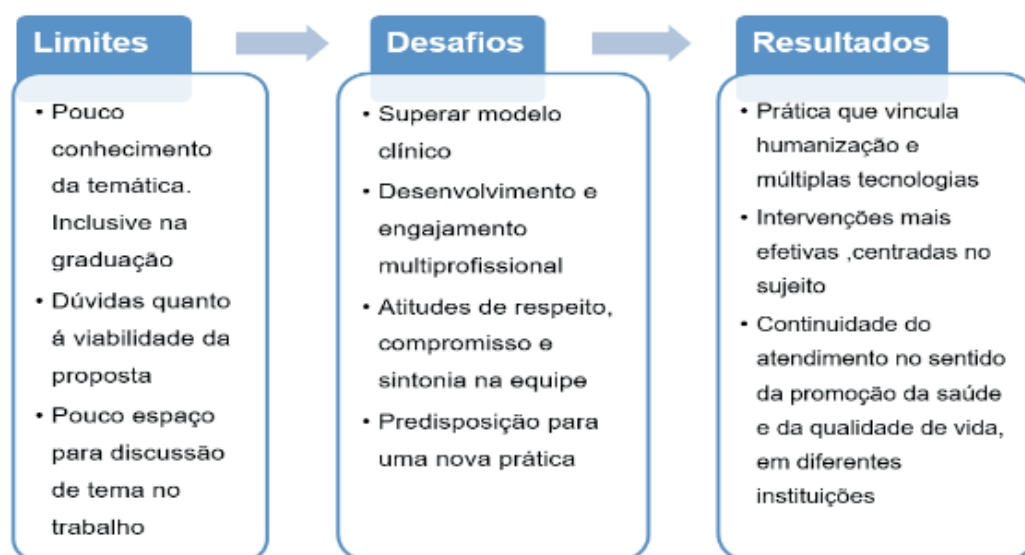 Limites
• Pouco
conhecimento
da temática.
Inclusive na
graduação
• Dúvidas quanto
á viabilidade da
proposta
• Pouco espaço
para discussão
de tema no
trabalho
Desafios
• Superar modelo
clínico
• Desenvolvimento e
engajamento
multiprofissional
• Atitudes de respeito,
compromisso e
sintonia na equipe
• Predisposição para
uma nova prática
Resultados
• Prática que vincula
humanização e
múltiplas tecnologias
• Intervenções mais
efetivas ,centradas no
sujeito
• Continuidade do
atendimento no sentido
da promoção da saúde
e da qualidade de vida,
em diferentes
instituições